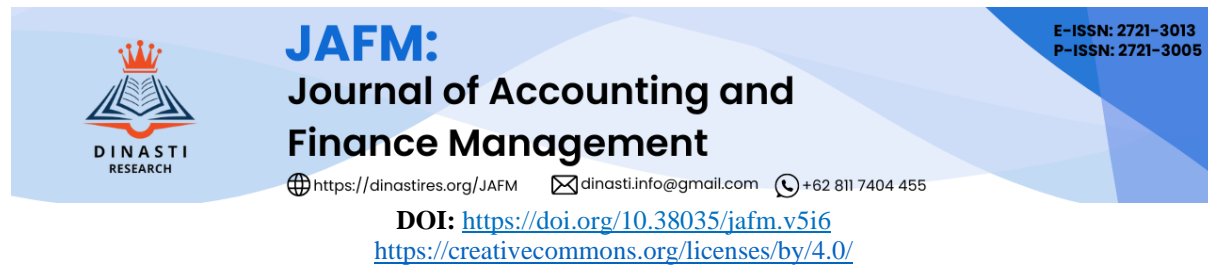 JAFM:
Journal of Accounting and
Finance Management
E-ISSN: 2721-3013
P-ISSN: 2721-3005
DINASTI
RESEARCH
https://dinastires.org/JAFM dinasti.info@gmail.com +62 811 7404 455
DOI: https://doi.org/10.38035/jafm.v5i6
https://creativecommons.org/licenses/by/4.0/